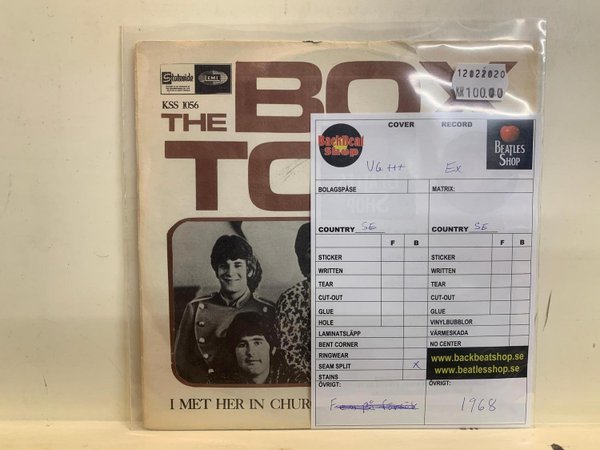 Stateside
EMI
KSS 1056
THE BOX
TO
I MET HER IN CHUR
12022020
KR100.00
BackBeat
Shop
COVER RECORD
BEATLES
SHOP
VG +++ EX
BOLAGSPÅSE MATRIX:
COUNTRY SE COUNTRY SE
F B F B
STICKER STICKER
WRITTEN WRITTEN
TEAR TEAR
CUT-OUT CUT-OUT
GLUE GLUE
HOLE VINYLBUBBLOR
LAMINATSLÄPP VÄRMESKADA
BENT CORNER NO CENTER
RINGWEAR
SEAM SPLIT X
STAINS
www.backbeatshop.se
www.beatlesshop.se
ÖVRIGT: ÖVRIGT:
1968